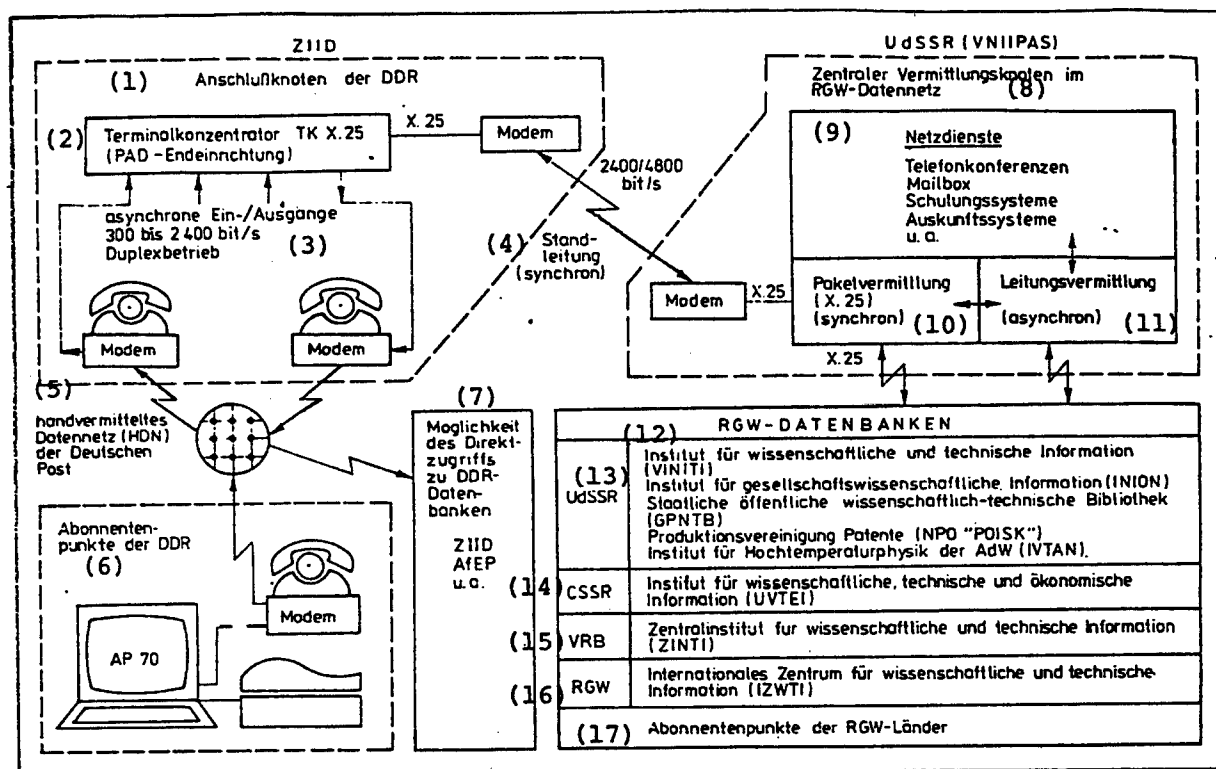 ZIID
(1) Anschlußknoten der DDR
(2) Terminalkonzentrator TK X.25
(PAD-Endeinrichtung)
X.25
Modem
asynchrone Ein-/Ausgänge
300 bis 2400 bit/s (3)
Duplexbetrieb
Modem
Modem
2400/4800
bit/s
(4) Stand-
leitung
(synchron)
UdSSR (VNIIPAS)
Zentraler Vermittlungsknoten im
RGW-Datennetz (8)
(9) Netzdienste
Telefonkonferenzen
Mailbox
Schulungssysteme
Auskunftssysteme
u. a.
Modem
X.25
Paketvermittlung
(X.25)
(synchron) (10)
Leitungsvermittlung
(asynchron) (11)
X.25
(5)
handvermitteltes
Datennetz (HDN)
der Deutschen
Post
Abonnenten-
punkte der DDR
(6)
Modem
AP 70
(7)
Möglichkeit
des Direkt-
zugriffs
zu DDR-
Daten-
banken
ZIID
AfEP
u.a.
(12) RGW-DATENBANKEN
(13)
UdSSR
Institut für wissenschaftliche und technische Information
(VINITI)
Institut für gesellschaftswissenschaftliche Information (INION)
Staatliche öffentliche wissenschaftlich-technische Bibliothek
(GPNTB)
Produktionsvereinigung Patente (NPO "POISK")
Institut für Hochtemperaturphysik der AdW (IVTAN).
(14) CSSR
Institut für wissenschaftliche, technische und ökonomische
Information (UVTEI)
(15) VRB
Zentralinstitut fur wissenschaftliche und technische Information
(ZINTI)
(16) RGW
Internationales Zentrum für wissenschaftliche und technische
Information (IZWTI)
(17) Abonnentenpunkte der RGW-Länder